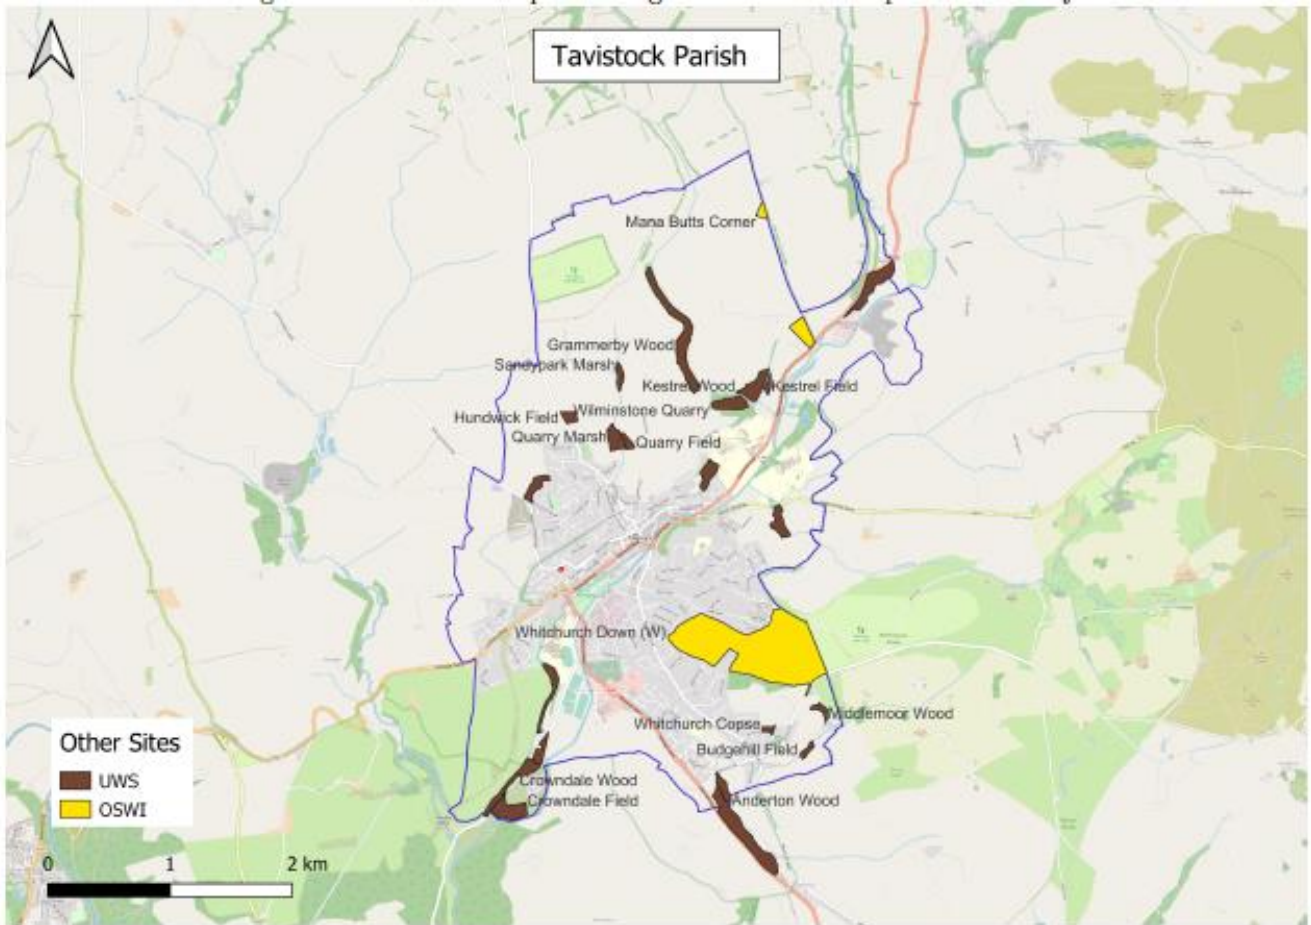 Tavistock Parish
Mana Butts Corner
Grammerby Wood
Sandypark Marsh
Kestrel Wood
Kestrel Field
Wilminstone Quarry
Hundwick Field
Quarry Marsh
Quarry Field
Whitchurch Down (W)
Middlemoor Wood
Whitchurch Copse
Budgehill Field
Crowndale Wood
Crowndale Field
Anderton Wood
Other Sites
UWS
OSWI
0 1 2 km